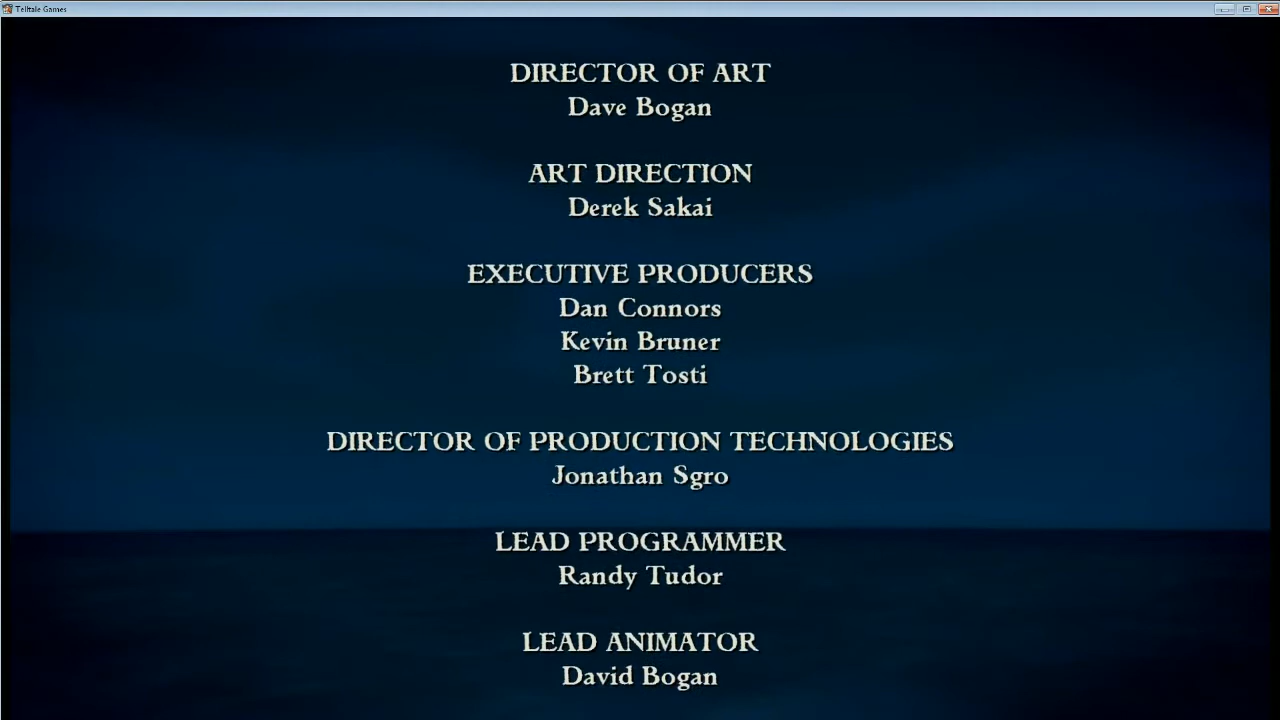 Telltale Games
DIRECTOR OF ART
Dave Bogan
ART DIRECTION
Derek Sakai
EXECUTIVE PRODUCERS
Dan Connors
Kevin Bruner
Brett Tosti
DIRECTOR OF PRODUCTION TECHNOLOGIES
Jonathan Sgro
LEAD PROGRAMMER
Randy Tudor
LEAD ANIMATOR
David Bogan